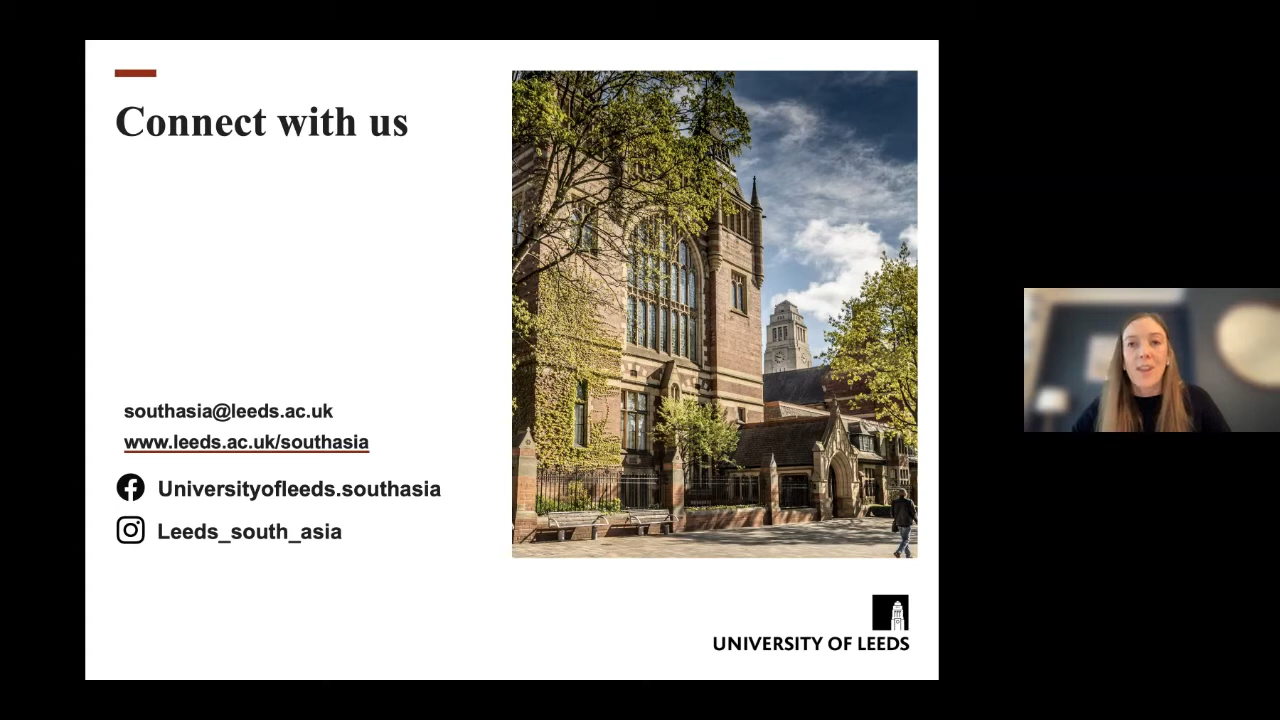 Connect with us
southasia@leeds.ac.uk
www.leeds.ac.uk/southasia
Universityofleeds.southasia
Leeds_south_asia
UNIVERSITY OF LEEDS